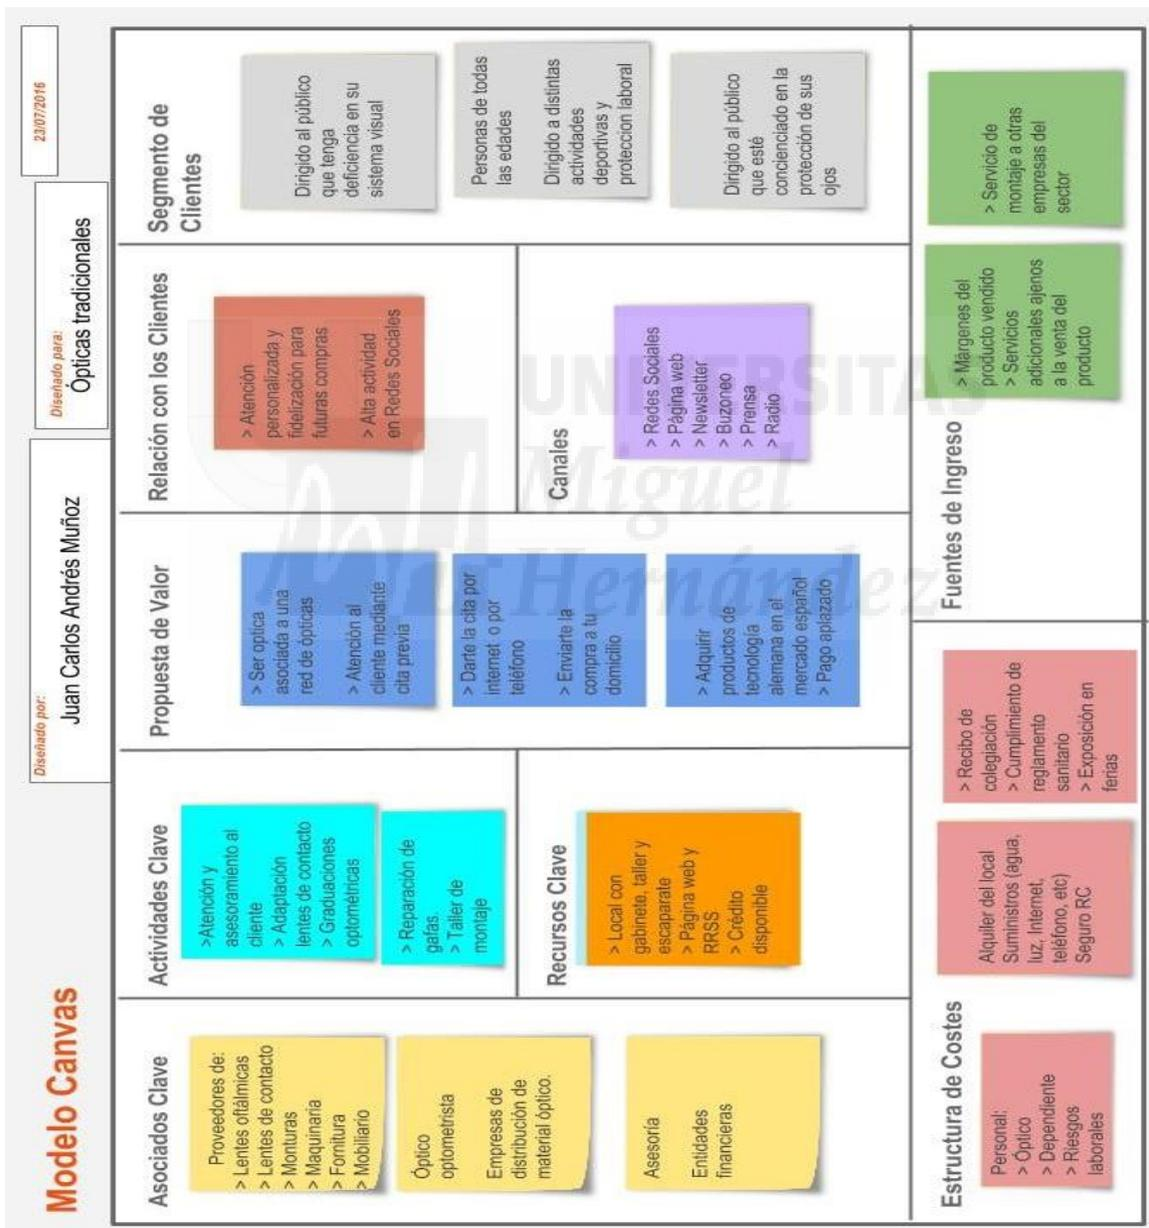 Modelo Canvas
Diseñado por:
Juan Carlos Andrés Muñoz
Diseñado para:
Ópticas tradicionales
23/07/2016
Asociados Clave
Proveedores de:
> Lentes oftálmicas
> Lentes de contacto
> Monturas
> Maquinaria
> Fornitura
> Mobiliario
Óptico
optometrista
Empresas de
distribución de
material óptico.
Asesoría
Entidades
financieras
Actividades Clave
>Atención y
asesoramiento al
cliente
> Adaptación
lentes de contacto
> Graduaciones
optométricas
> Reparación de
gafas.
> Taller de
montaje
Recursos Clave
> Local con
gabinete, taller y
escaparate
> Página web y
RRSS
> Crédito
disponible
Propuesta de Valor
> Ser optica
asociada a una
red de ópticas
> Atención al
cliente mediante
cita previa
> Darte la cita por
internet o por
teléfono
> Enviarte la
compra a tu
domicilio
> Adquirir
productos de
tecnología
alemana en el
mercado español
> Pago aplazado
Relación con los Clientes
> Atención
personalizada y
fidelización para
futuras compras
> Alta actividad
en Redes Sociales
Canales
> Redes Sociales
> Página web
> Newsletter
> Buzoneo
> Prensa
> Radio
Segmento de
Clientes
Dirigido al público
que tenga
deficiencia en su
sistema visual
Personas de todas
las edades
Dirigido a distintas
actividades
deportivas y
proteccion laboral
Dirigido al público
que esté
concienciado en la
protección de sus
ojos
Estructura de Costes
Personal:
> Óptico
> Dependiente
> Riesgos
laborales
Alquiler del local
Suministros (agua,
luz, Internet,
teléfono, etc)
Seguro RC
> Recibo de
colegiación
> Cumplimiento de
reglamento
sanitario
> Exposición en
ferias
Fuentes de Ingreso
> Márgenes del
producto vendido
> Servicios
adicionales ajenos
a la venta del
producto
> Servicio de
montaje a otras
empresas del
sector
UNIVERSITAS
Miguel
Hernández